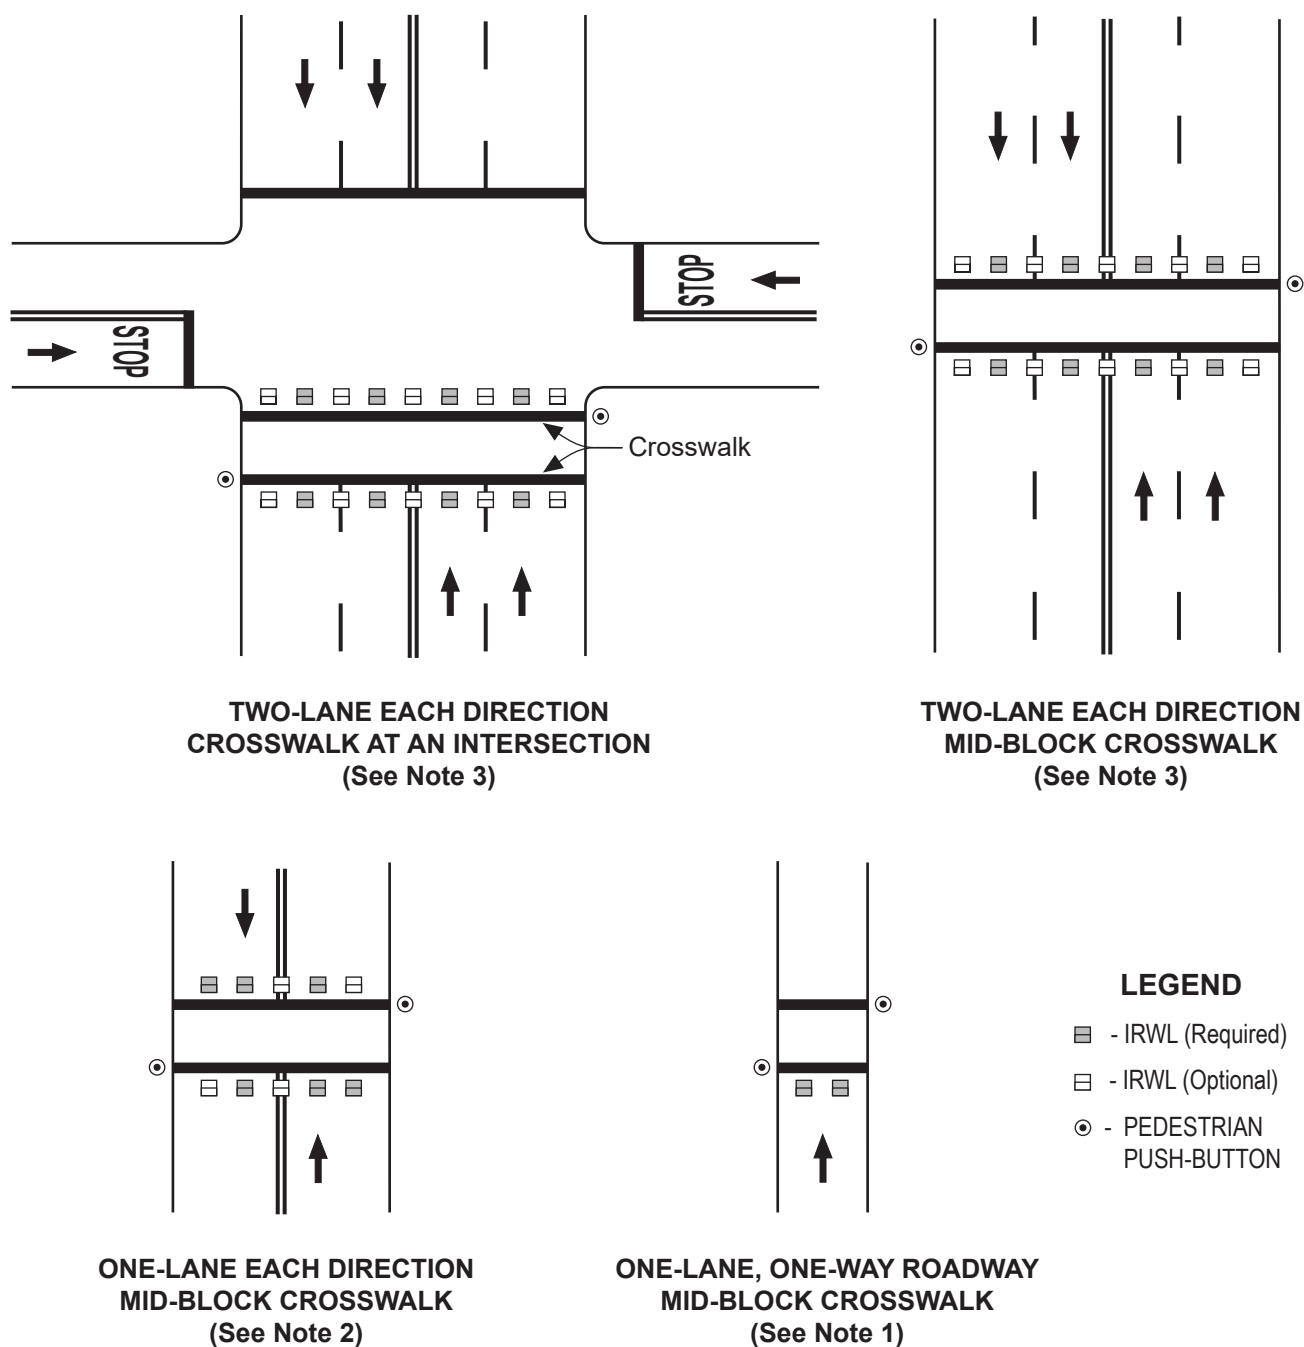 STOP
STOP
Crosswalk
TWO-LANE EACH DIRECTION
CROSSWALK AT AN INTERSECTION
(See Note 3)
TWO-LANE EACH DIRECTION
MID-BLOCK CROSSWALK
(See Note 3)
ONE-LANE EACH DIRECTION
MID-BLOCK CROSSWALK
(See Note 2)
ONE-LANE, ONE-WAY ROADWAY
MID-BLOCK CROSSWALK
(See Note 1)
LEGEND
- IRWL (Required)
- IRWL (Optional)
- PEDESTRIAN
PUSH-BUTTON